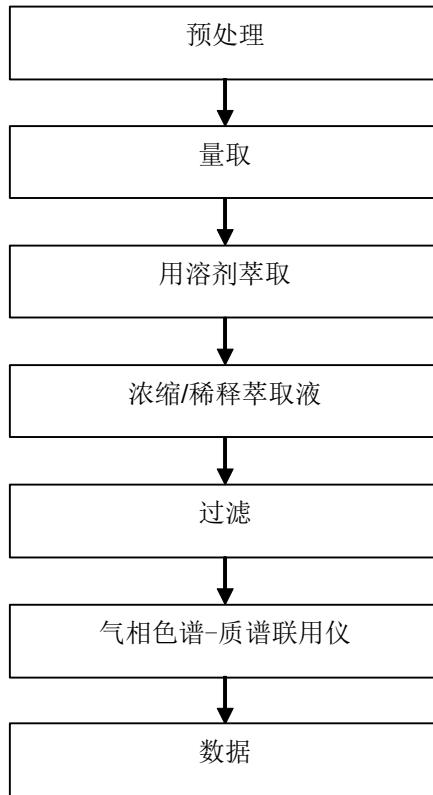 预处理
量取
用溶剂萃取
浓缩/稀释萃取液
过滤
气相色谱-质谱联用仪
数据